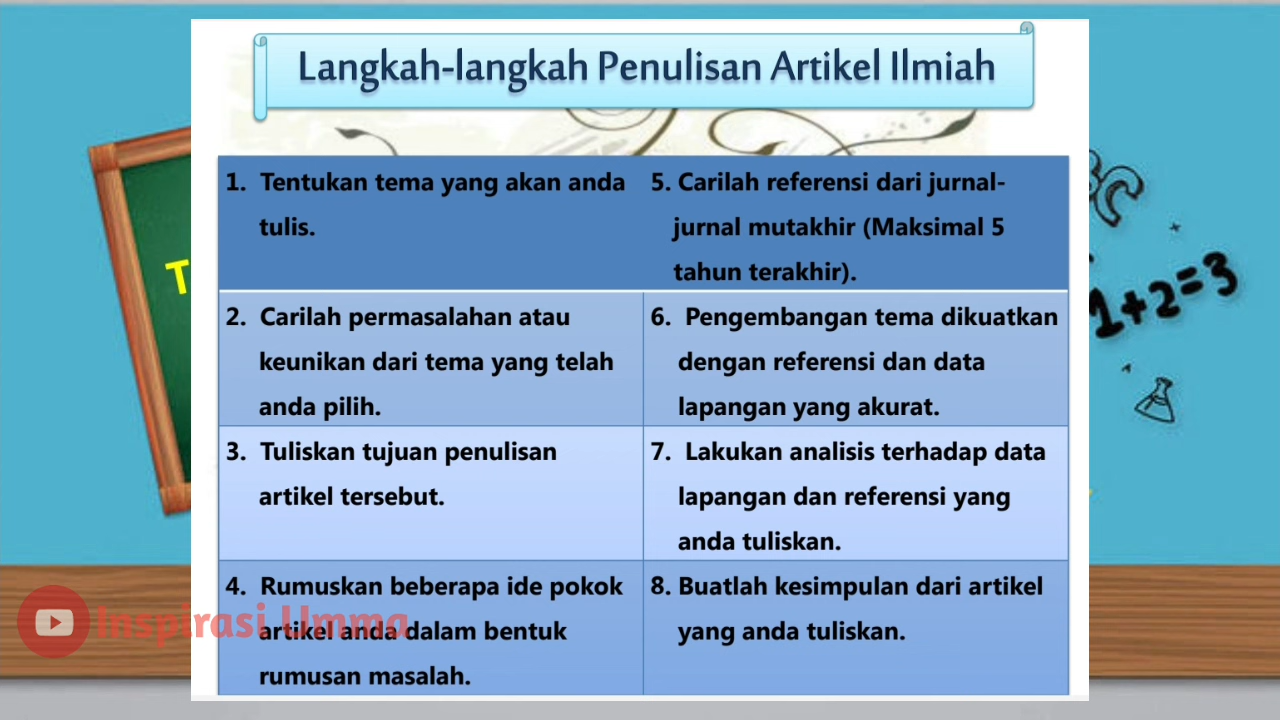 Langkah-langkah Penulisan Artikel Ilmiah
1. Tentukan tema yang akan anda
tulis.
2. Carilah permasalahan atau
keunikan dari tema yang telah
anda pilih.
3. Tuliskan tujuan penulisan
artikel tersebut.
4. Rumuskan beberapa ide pokok
artikel anda dalam bentuk
rumusan masalah.
5. Carilah referensi dari jurnal-
jurnal mutakhir (Maksimal 5
tahun terakhir).
6. Pengembangan tema dikuatkan
dengan referensi dan data
lapangan yang akurat.
7. Lakukan analisis terhadap data
lapangan dan referensi yang
anda tuliskan.
8. Buatlah kesimpulan dari artikel
yang anda tuliskan.
Inspirasi Umma
T
1+2=3